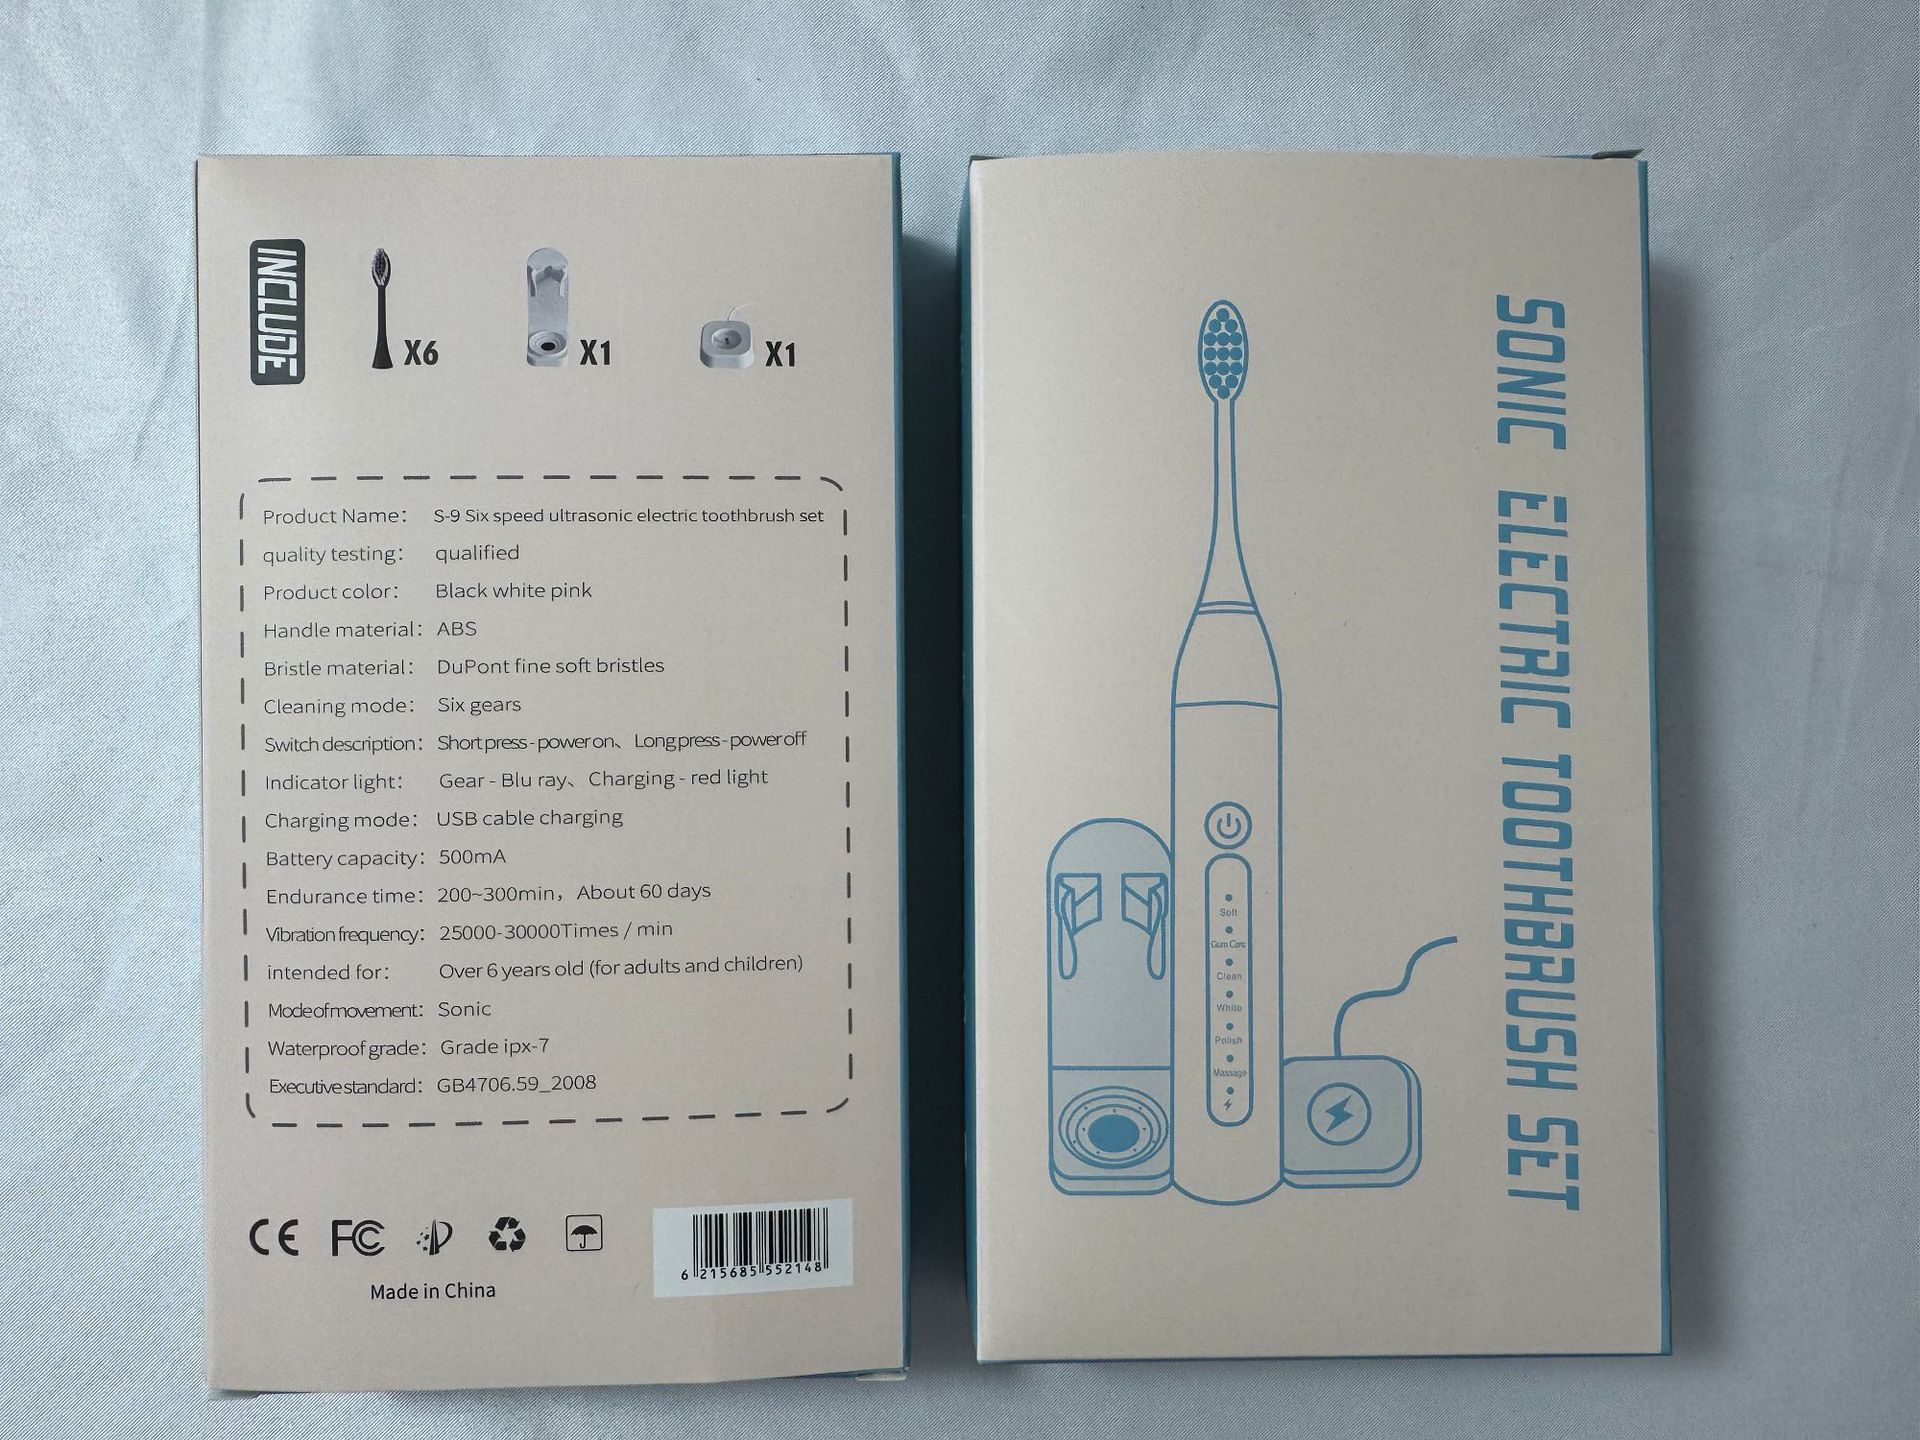 INCLUDE
X6
X1
X1
Product Name： S-9 Six speed ultrasonic electric toothbrush set
quality testing： qualified
Product color： Black white pink
Handle material： ABS
Bristle material： DuPont fine soft bristles
Cleaning mode： Six gears
Switch description： Short press - power on、 Long press - power off
Indicator light： Gear - Blu ray、 Charging - red light
Charging mode： USB cable charging
Battery capacity： 500mA
Endurance time： 200~300min， About 60 days
Vibration frequency： 25000-30000Times / min
intended for： Over 6 years old (for adults and children)
Mode of movement： Sonic
Waterproof grade： Grade ipx-7
Executive standard： GB4706.59_2008
CE FC
Made in China
6 215685 552148
SONIC ELECTRIC TOOTHBRUSH SET
Soft
Gum Care
Clean
White
Polish
Massage